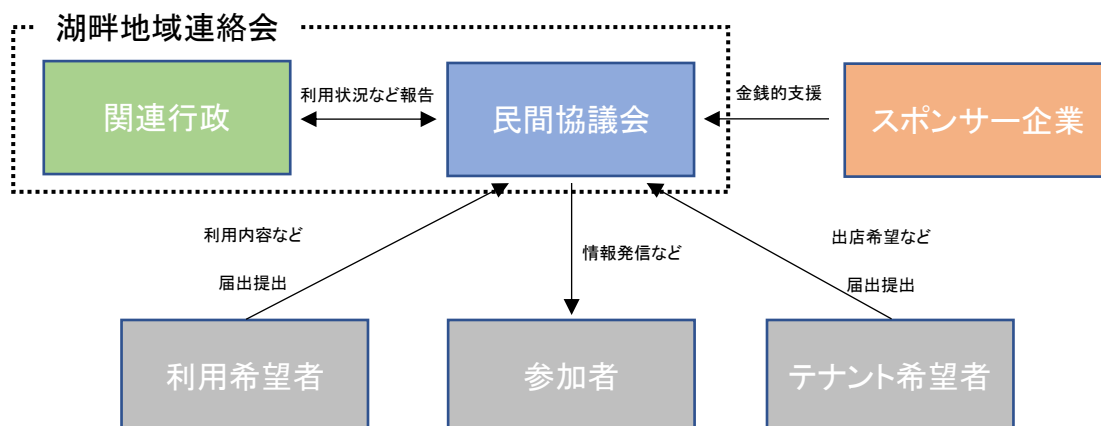 湖畔地域連絡会
関連行政
利用状況など報告
民間協議会
金銭的支援
スポンサー企業
利用内容など
届出提出
情報発信など
出店希望など
届出提出
利用希望者
参加者
テナント希望者